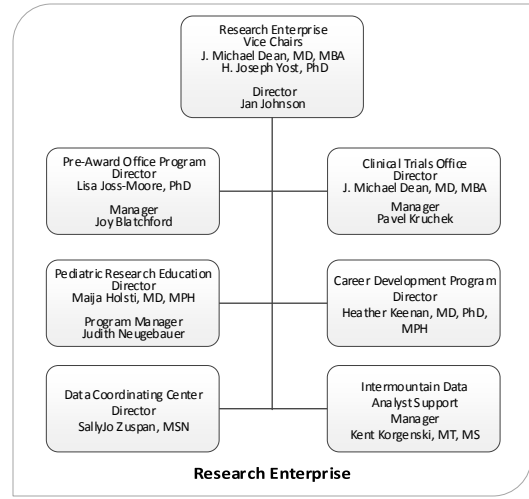 Research Enterprise
Vice Chairs
J. Michael Dean, MD, MBA
H. Joseph Yost, PhD
Director
Jan Johnson
Pre-Award Office Program
Director
Lisa Joss-Moore, PhD
Manager
Joy Blatchford
Clinical Trials Office
Director
J. Michael Dean, MD, MBA
Manager
Pavel Kruchek
Pediatric Research Education
Director
Maija Holsti, MD, MPH
Program Manager
Judith Neugebauer
Career Development Program
Director
Heather Keenan, MD, PhD,
MPH
Data Coordinating Center
Director
SallyJo Zuspan, MSN
Intermountain Data
Analyst Support
Manager
Kent Korgenski, MT, MS
Research Enterprise